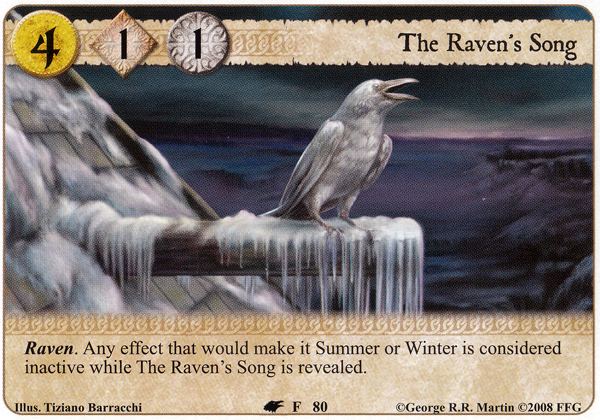 4 1 1 The Raven's Song
Raven. Any effect that would make it Summer or Winter is considered
inactive while The Raven's Song is revealed.
Illus. Tiziano Barracchi F 80 ©George R.R. Martin ©2008 FFG